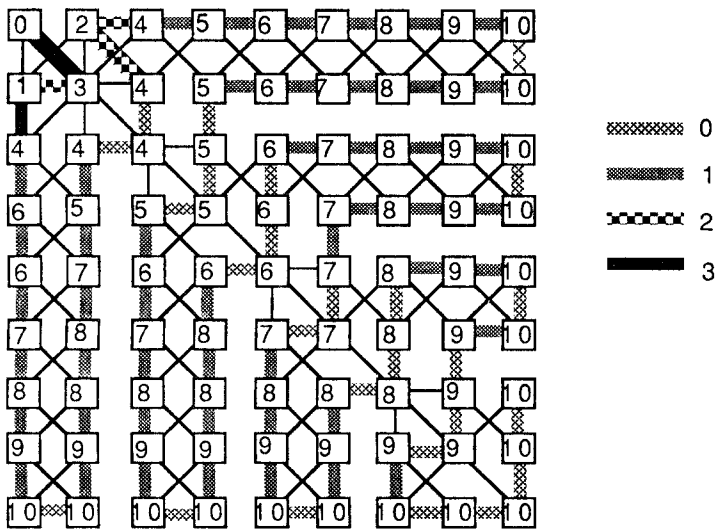 0 2 4 5 6 7 8 9 10
1 3 4 5 6 7 8 9 10
4 4 4 5 6 7 8 9 10
6 5 5 5 6 7 8 9 10
6 7 6 6 6 7 8 9 10
7 8 7 8 7 7 8 9 10
8 8 8 8 8 8 8 9 10
9 9 9 9 9 9 9 9 10
10 10 10 10 10 10 10 10 10
0
1
2
3